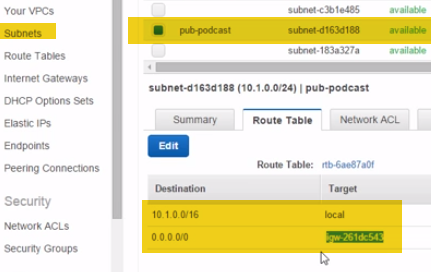 Your VPCs
Subnets
Route Tables
Internet Gateways
DHCP Options Sets
Elastic IPs
Endpoints
Peering Connections
Security
Network ACLs
Security Groups
subnet-c3b1e485 available
pub-podcast subnet-d163d188 available
subnet-183a327a available
subnet-d163d188 (10.1.0.0/24) | pub-podcast
Summary Route Table Network ACL
Edit
Route Table: rtb-6ae87a0f
Destination Target
10.1.0.0/16 local
0.0.0.0/0 igw-261dc543